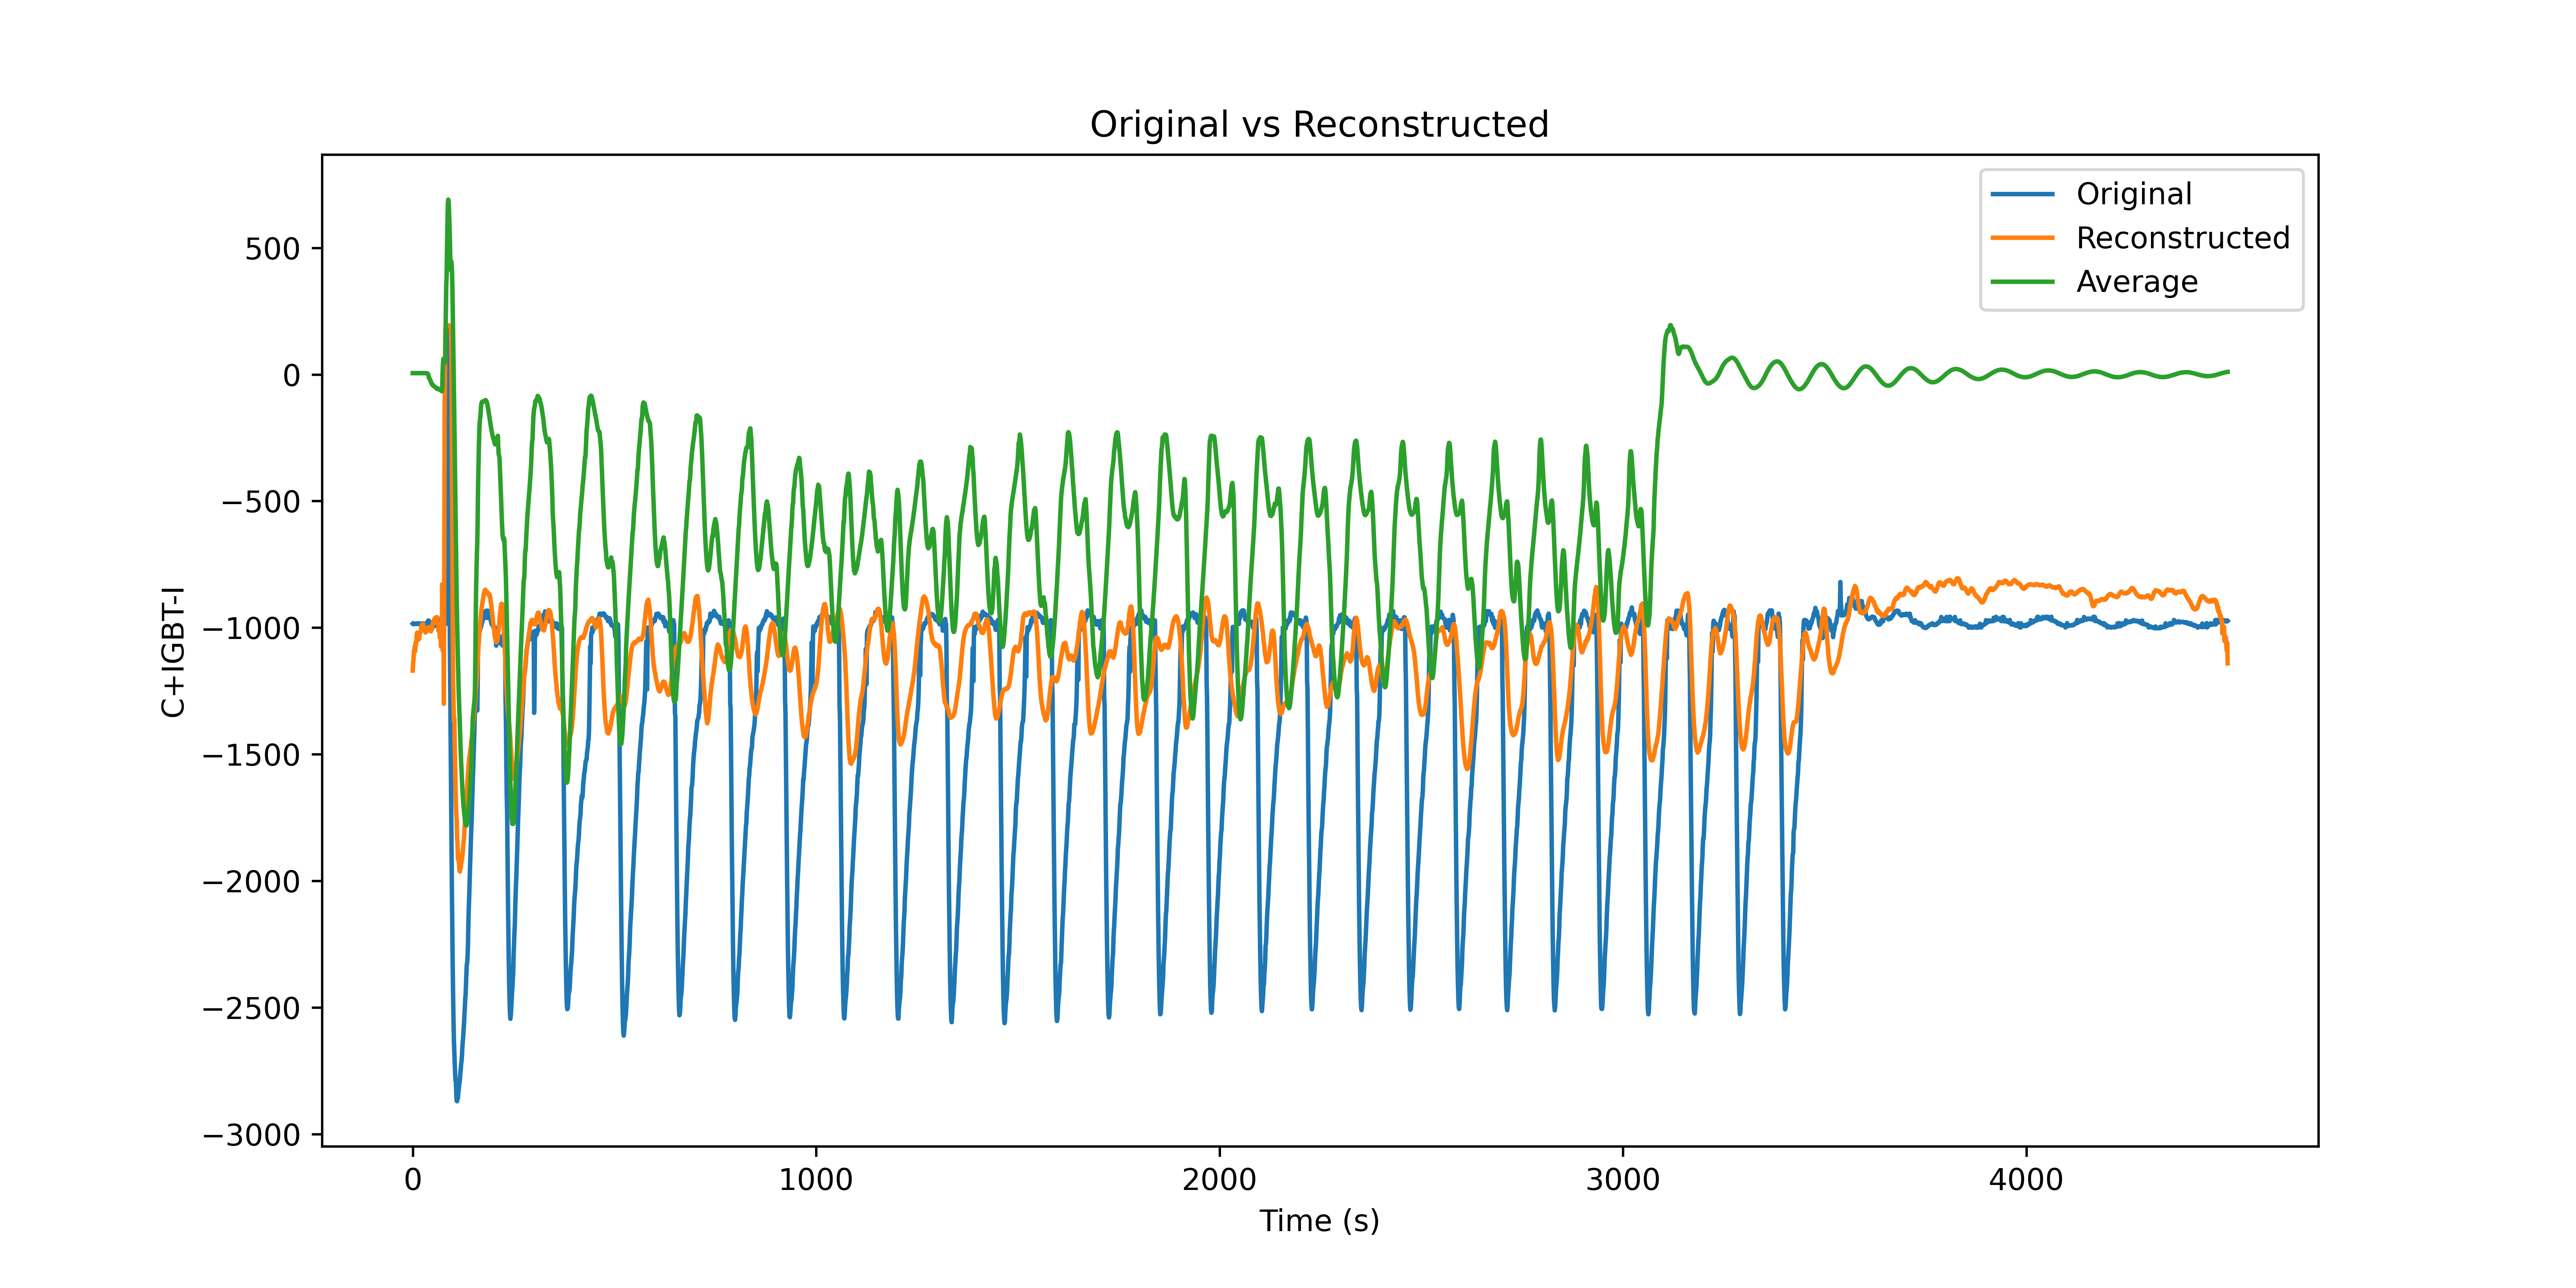 Original vs Reconstructed
Original
Reconstructed
Average
500
0
−500
−1000
−1500
−2000
−2500
−3000
C+IGBT-I
0 1000 2000 3000 4000
Time (s)